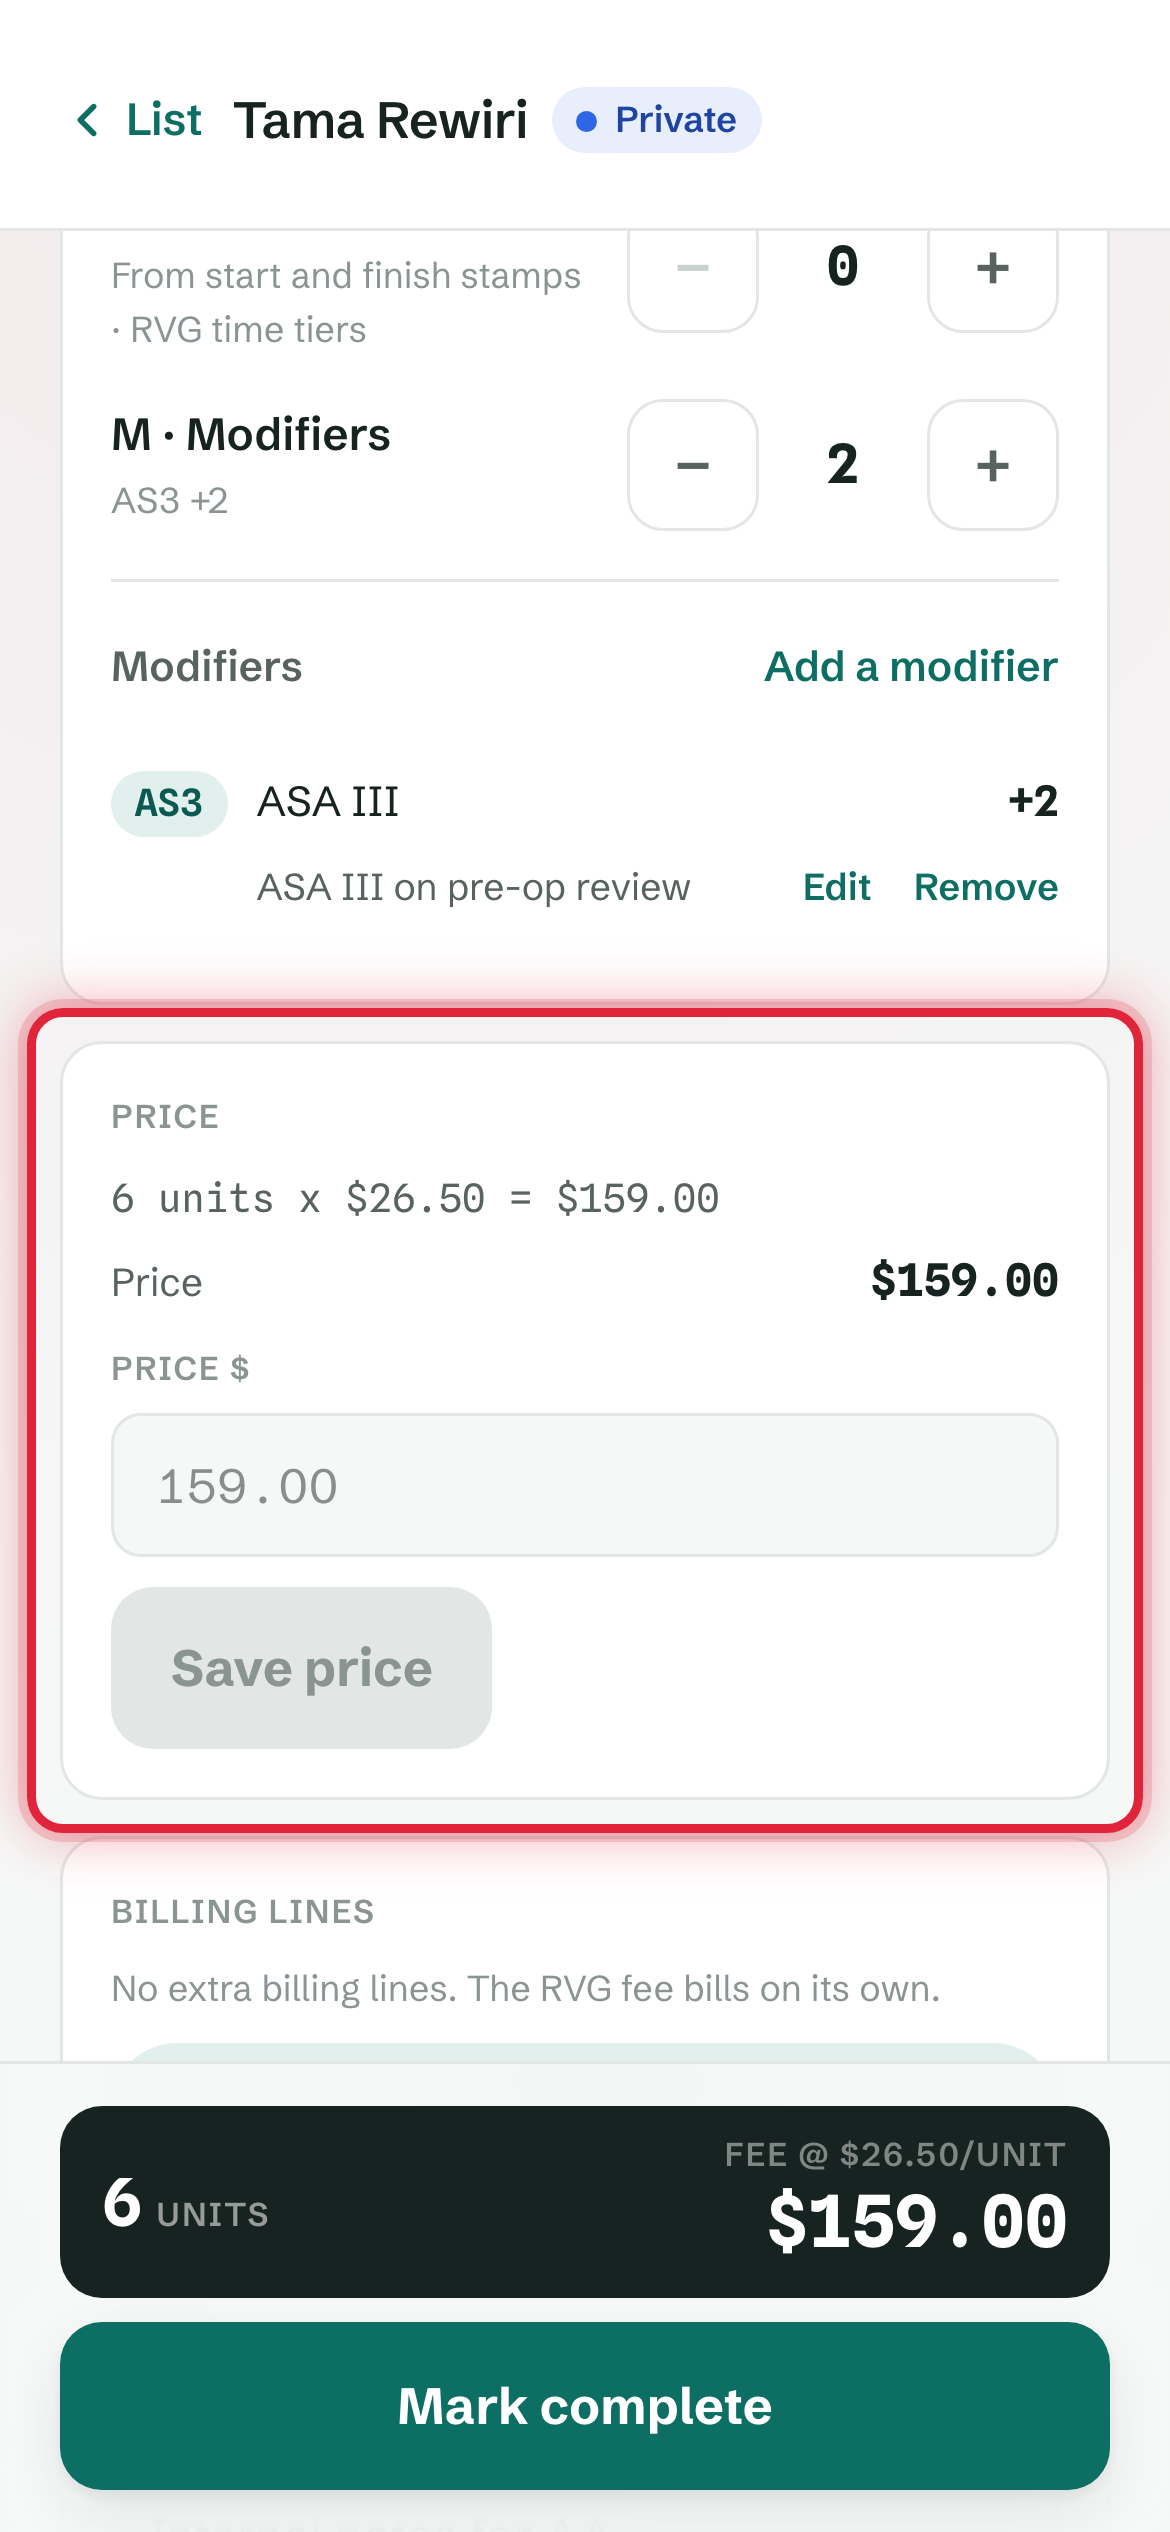 List Tama Rewiri Private
From start and finish stamps
· RVG time tiers
− 0 +
M · Modifiers
AS3 +2
− 2 +
Modifiers Add a modifier
AS3 ASA III +2
ASA III on pre-op review Edit Remove
PRICE
6 units x $26.50 = $159.00
Price $159.00
PRICE $
159.00
Save price
BILLING LINES
No extra billing lines. The RVG fee bills on its own.
FEE @ $26.50/UNIT
6 UNITS $159.00
Mark complete